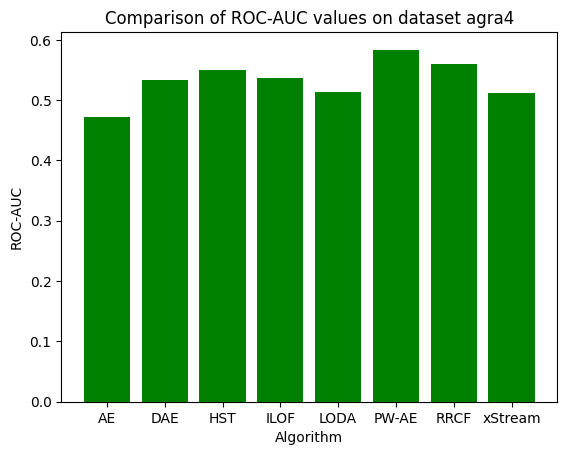 Comparison of ROC-AUC values on dataset agra4
ROC-AUC
0.6
0.5
0.4
0.3
0.2
0.1
0.0
AE DAE HST ILOF LODA PW-AE RRCF xStream
Algorithm